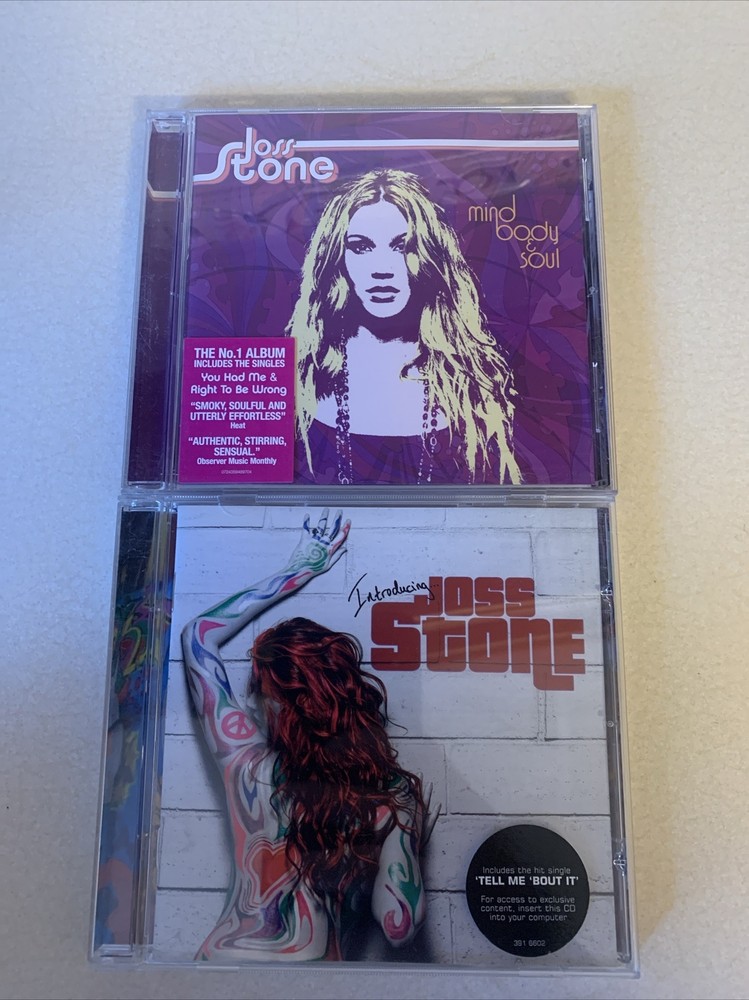 Joss
Stone
mind
body
&
soul
THE No.1 ALBUM
INCLUDES THE SINGLES
You Had Me &
Right To Be Wrong
"SMOKY, SOULFUL AND
UTTERLY EFFORTLESS"
Heat
"AUTHENTIC, STIRRING,
SENSUAL."
Observer Music Monthly
Introducing
JOSS
STONE
Includes the hit single
'TELL ME 'BOUT IT'
For access to exclusive
content, insert this CD
into your computer
391 5602